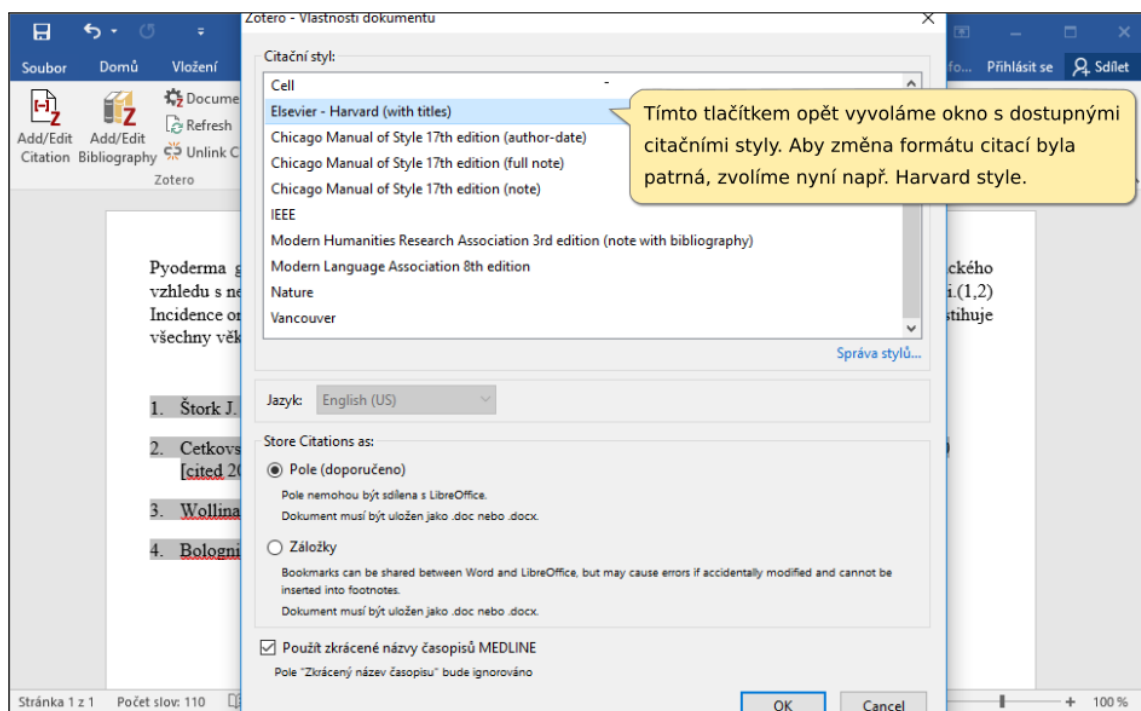 Zotero - Vlastnosti dokumentu
Soubor Domů Vložení
fo... Přihlásit se Sdílet
Citační styl:
Cell
Elsevier - Harvard (with titles)
Chicago Manual of Style 17th edition (author-date)
Chicago Manual of Style 17th edition (full note)
Chicago Manual of Style 17th edition (note)
IEEE
Modern Humanities Research Association 3rd edition (note with bibliography)
Modern Language Association 8th edition
Nature
Vancouver
Správa stylů...
Tímto tlačítkem opět vyvoláme okno s dostupnými
citačními styly. Aby změna formátu citací byla
patrná, zvolíme nyní např. Harvard style.
Add/Edit
Citation
Add/Edit
Bibliography
Docume
Refresh
Unlink C
Zotero
Pyoderma g
ckého
vzhledu s ne
i.(1,2)
Incidence on
stihuje
všechny věk
1. Štork J.
2. Cetkovs
[cited 20
3. Wollina
4. Bologni
Jazyk: English (US)
Store Citations as:
Pole (doporučeno)
Pole nemohou být sdílena s LibreOffice.
Dokument musí být uložen jako .doc nebo .docx.
Záložky
Bookmarks can be shared between Word and LibreOffice, but may cause errors if accidentally modified and cannot be
inserted into footnotes.
Dokument musí být uložen jako .doc nebo .docx.
Použít zkrácené názvy časopisů MEDLINE
Pole "Zkrácený název časopisu" bude ignorováno
OK Cancel
Stránka 1 z 1 Počet slov: 110
100 %